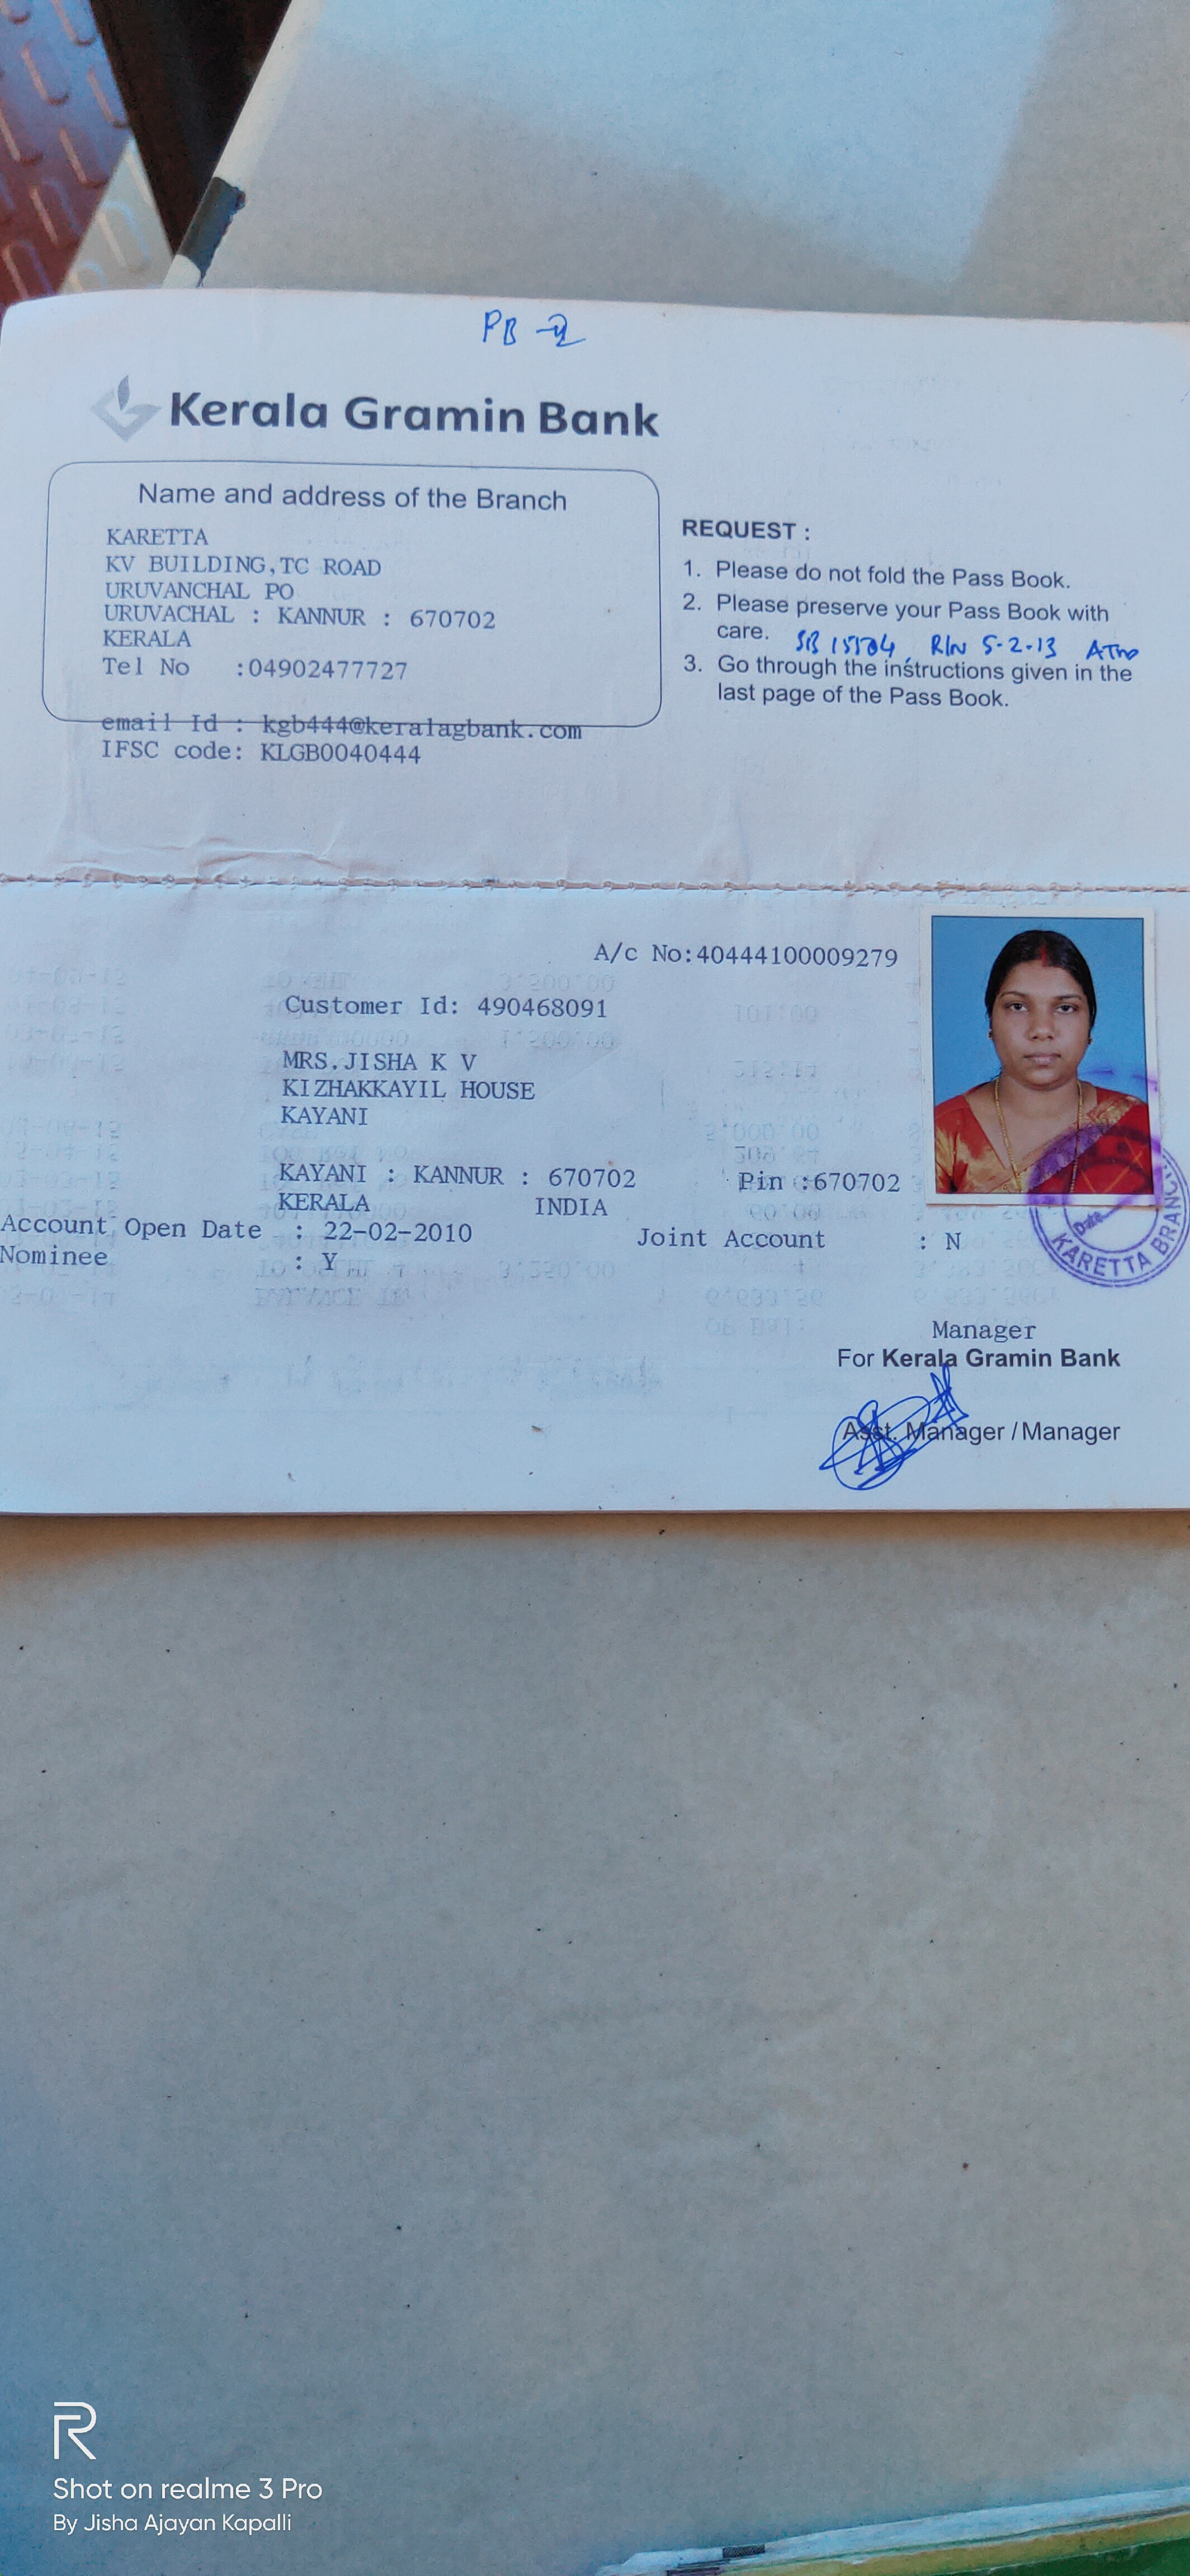 PB -2
Kerala Gramin Bank
Name and address of the Branch
KARETTA
KV BUILDING,TC ROAD
URUVANCHAL PO
URUVACHAL : KANNUR : 670702
KERALA
Tel No :04902477727
email Id : kgb444@keralagbank.com
IFSC code: KLGB0040444
REQUEST :
1. Please do not fold the Pass Book.
2. Please preserve your Pass Book with
care. SB 15504 R/N 5-2-13 ATM
3. Go through the instructions given in the
last page of the Pass Book.
A/c No:40444100009279
Customer Id: 490468091
MRS.JISHA K V
KIZHAKKAYIL HOUSE
KAYANI
KAYANI : KANNUR : 670702 Pin :670702
KERALA INDIA
Account Open Date : 22-02-2010 Joint Account : N
Nominee : Y
Date
KARETTA BRANCH
Manager
For Kerala Gramin Bank
Asst. Manager / Manager
R
Shot on realme 3 Pro
By Jisha Ajayan Kapalli